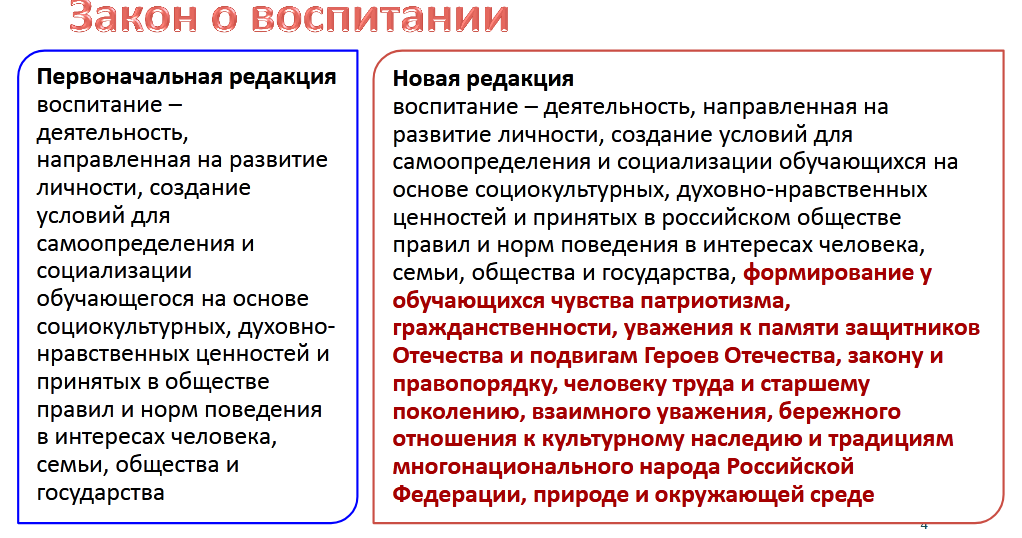 Закон о воспитании
Первоначальная редакция
воспитание –
деятельность,
направленная на развитие
личности, создание
условий для
самоопределения и
социализации
обучающегося на основе
социокультурных, духовно-
нравственных ценностей и
принятых в обществе
правил и норм поведения
в интересах человека,
семьи, общества и
государства
Новая редакция
воспитание – деятельность, направленная на
развитие личности, создание условий для
самоопределения и социализации обучающихся на
основе социокультурных, духовно-нравственных
ценностей и принятых в российском обществе
правил и норм поведения в интересах человека,
семьи, общества и государства, формирование у
обучающихся чувства патриотизма,
гражданственности, уважения к памяти защитников
Отечества и подвигам Героев Отечества, закону и
правопорядку, человеку труда и старшему
поколению, взаимного уважения, бережного
отношения к культурному наследию и традициям
многонационального народа Российской
Федерации, природе и окружающей среде
4